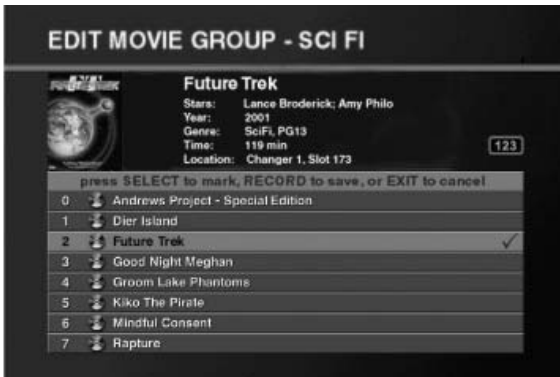 EDIT MOVIE GROUP - SCI FI
Future Trek
Stars: Lance Broderick; Amy Philo
Year: 2001
Genre: SciFi, PG13
Time: 119 min
Location: Changer 1, Slot 173
123
press SELECT to mark, RECORD to save, or EXIT to cancel
0 Andrews Project - Special Edition
1 Dier Island
2 Future Trek ✓
3 Good Night Meghan
4 Groom Lake Phantoms
5 Kiko The Pirate
6 Mindful Consent
7 Rapture